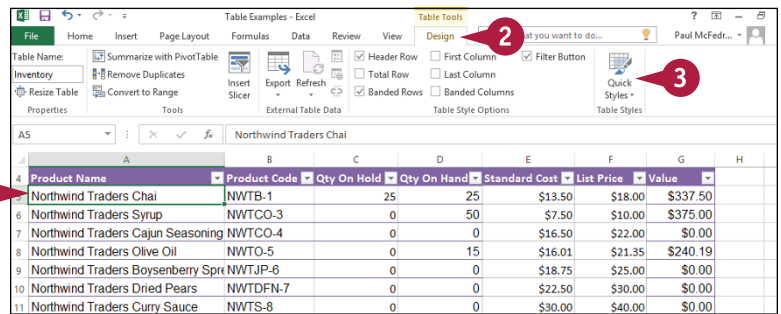 Table Examples - Excel
Table Tools
File Home Insert Page Layout Formulas Data Review View Design hat you want to do... Paul McFedr...
2
Table Name:
Inventory
Resize Table
Properties
Summarize with PivotTable
Remove Duplicates
Convert to Range
Tools
Insert Slicer
Export Refresh
External Table Data
Header Row First Column Filter Button
Total Row Last Column
Banded Rows Banded Columns
Table Style Options
Quick Styles
Table Styles
3
A5 fx Northwind Traders Chai
A B C D E F G H
4 Product Name Product Code Qty On Hold Qty On Hand Standard Cost List Price Value
5 Northwind Traders Chai NWTB-1 25 25 $13.50 $18.00 $337.50
6 Northwind Traders Syrup NWTCO-3 0 50 $7.50 $10.00 $375.00
7 Northwind Traders Cajun Seasoning NWTCO-4 0 0 $16.50 $22.00 $0.00
8 Northwind Traders Olive Oil NWTO-5 0 15 $16.01 $21.35 $240.19
9 Northwind Traders Boysenberry Spre NWTJP-6 0 0 $18.75 $25.00 $0.00
10 Northwind Traders Dried Pears NWTDFN-7 0 0 $22.50 $30.00 $0.00
11 Northwind Traders Curry Sauce NWTS-8 0 0 $30.00 $40.00 $0.00